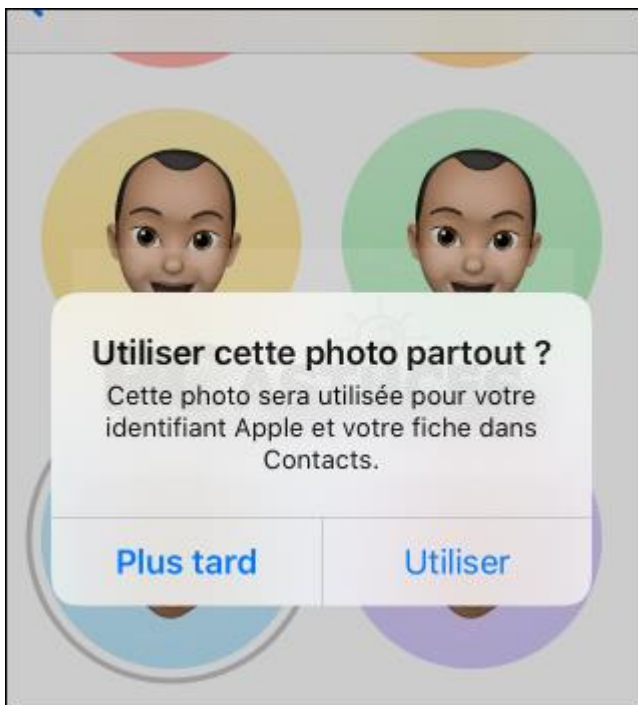 Utiliser cette photo partout ?
Cette photo sera utilisée pour votre
identifiant Apple et votre fiche dans
Contacts.
Plus tard
Utiliser